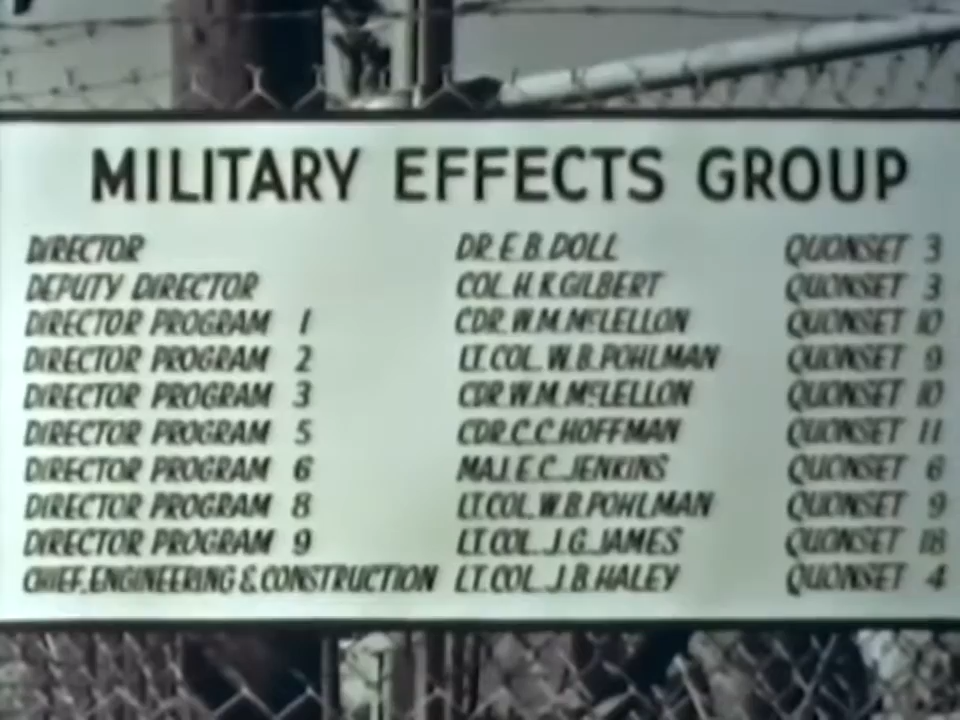 MILITARY EFFECTS GROUP
DIRECTOR DR. E. B. DOLL QUONSET 3
DEPUTY DIRECTOR COL. H. K. GILBERT QUONSET 3
DIRECTOR PROGRAM 1 CDR. W. M. McLELLON QUONSET 10
DIRECTOR PROGRAM 2 LT. COL. W. B. POHLMAN QUONSET 9
DIRECTOR PROGRAM 3 CDR. W. M. McLELLON QUONSET 10
DIRECTOR PROGRAM 5 CDR. C. C. HOFFMAN QUONSET 11
DIRECTOR PROGRAM 6 MAJ. E. C. JENKINS QUONSET 6
DIRECTOR PROGRAM 8 LT. COL. W. B. POHLMAN QUONSET 9
DIRECTOR PROGRAM 9 LT. COL. J. G. JAMES QUONSET 18
CHIEF, ENGINEERING & CONSTRUCTION LT. COL. J. B. HALEY QUONSET 4